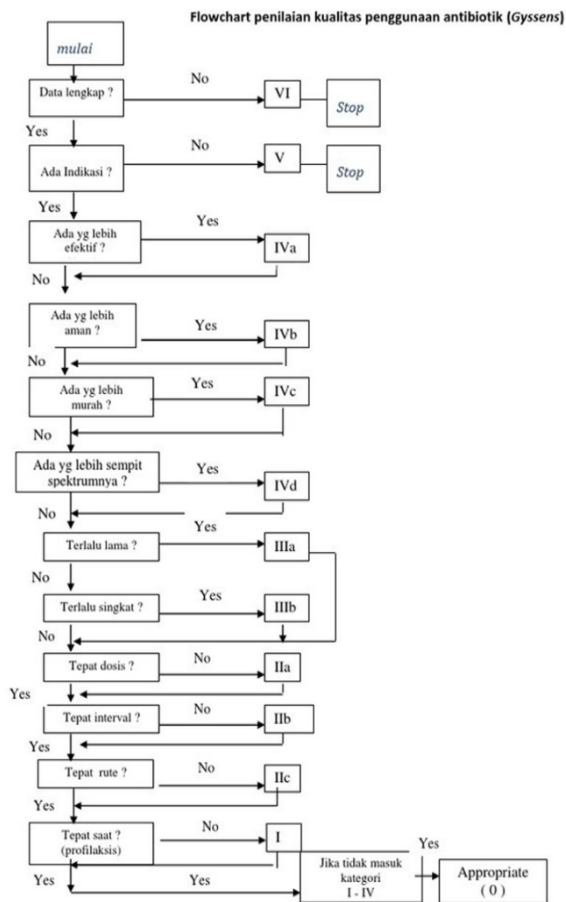 Flowchart penilaian kualitas penggunaan antibiotik (Gyssens)
mulai
No
Data lengkap ?
VI
Stop
Yes
No
Ada Indikasi ?
V
Stop
Yes
Yes
Ada yg lebih
efektif ?
IVa
No
Ada yg lebih
aman ?
Yes
IVb
No
Ada yg lebih
murah ?
Yes
IVc
No
Ada yg lebih sempit
spektrumnya ?
Yes
IVd
No
Yes
Terlalu lama ?
IIIa
No
Yes
Terlalu singkat ?
IIIb
No
Tepat dosis ?
No
IIa
Yes
Tepat interval ?
No
IIb
Yes
Tepat rute ?
No
IIc
Yes
Tepat saat ?
(profilaksis)
No
I
Yes
Yes
Jika tidak masuk
kategori
I - IV
Yes
Appropriate
( 0 )